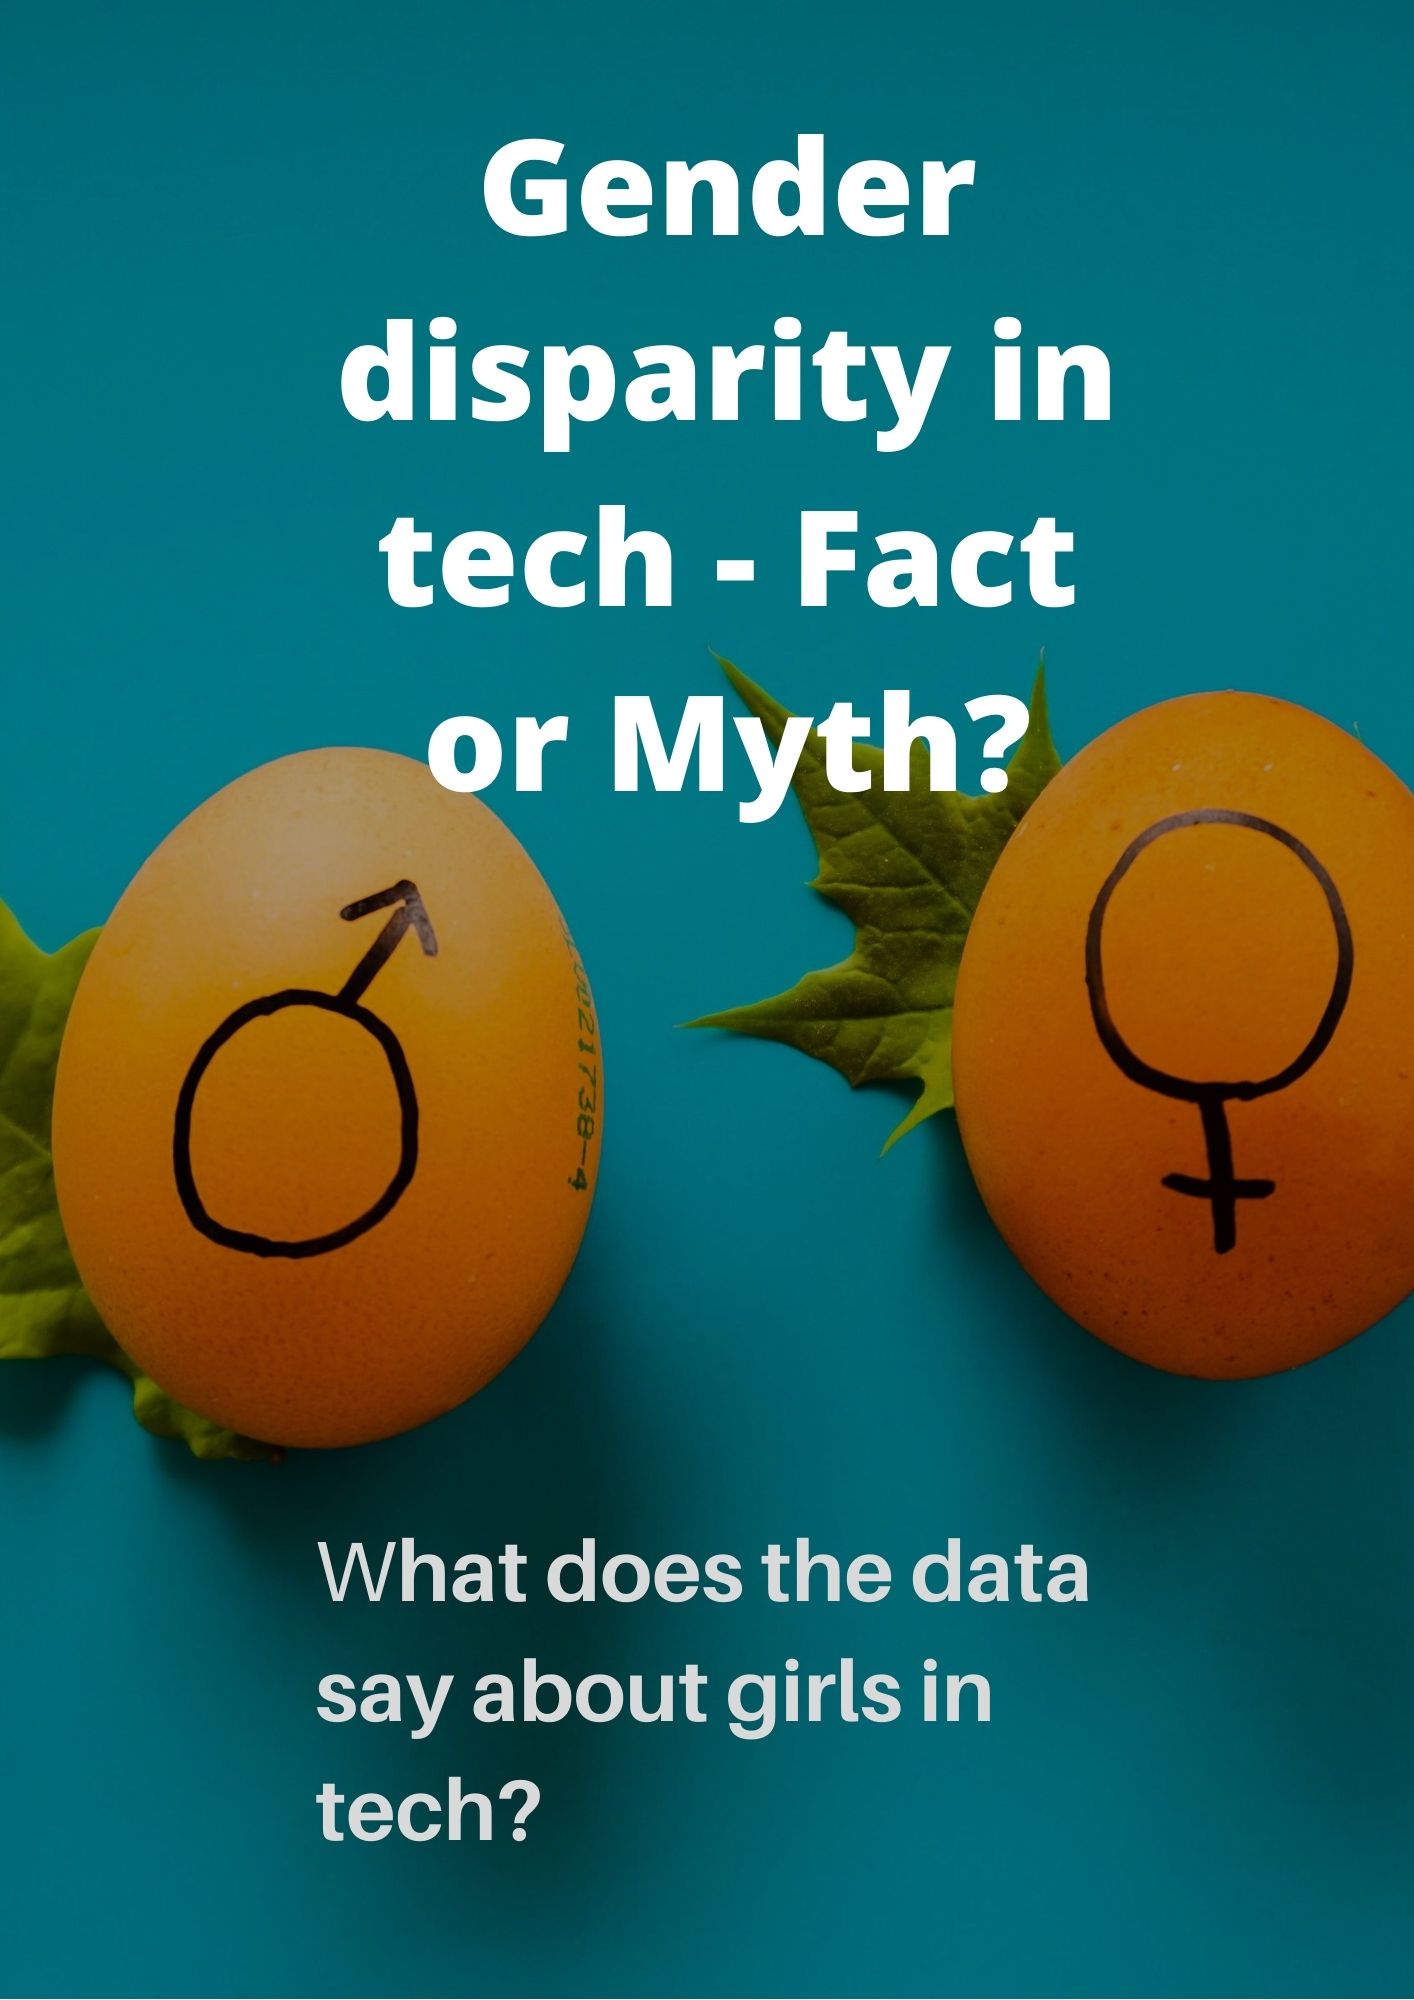 Gender
disparity in
tech - Fact
or Myth?
What does the data
say about girls in
tech?